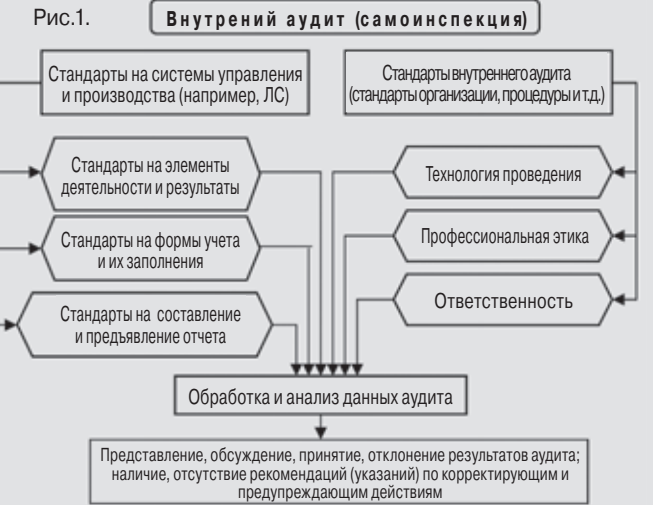 Рис.1.
Внутрений аудит (самоинспекция)
Стандарты на системы управления
и производства (например, ЛС)
Стандарты внутреннего аудита
(стандарты организации, процедуры и т.д.)
Стандарты на элементы
деятельности и результаты
Технология проведения
Стандарты на формы учета
и их заполнения
Профессиональная этика
Стандарты на составление
и предъявление отчета
Ответственность
Обработка и анализ данных аудита
Представление, обсуждение, принятие, отклонение результатов аудита;
наличие, отсутствие рекомендаций (указаний) по корректирующим и
предупреждающим действиям